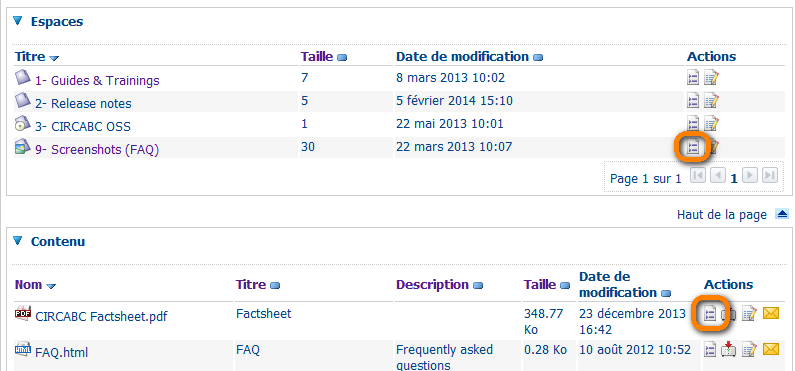 Espaces
Titre Taille Date de modification Actions
1- Guides & Trainings 7 8 mars 2013 10:02
2- Release notes 5 5 février 2014 15:10
3- CIRCABC OSS 1 22 mai 2013 10:01
9- Screenshots (FAQ) 30 22 mars 2013 10:07
Page 1 sur 1 1
Haut de la page
Contenu
Nom Titre Description Taille Date de modification Actions
PDF CIRCABC Factsheet.pdf Factsheet 348.77 Ko 23 décembre 2013 16:42
FAQ.html FAQ Frequently asked questions 0.28 Ko 10 août 2012 10:52